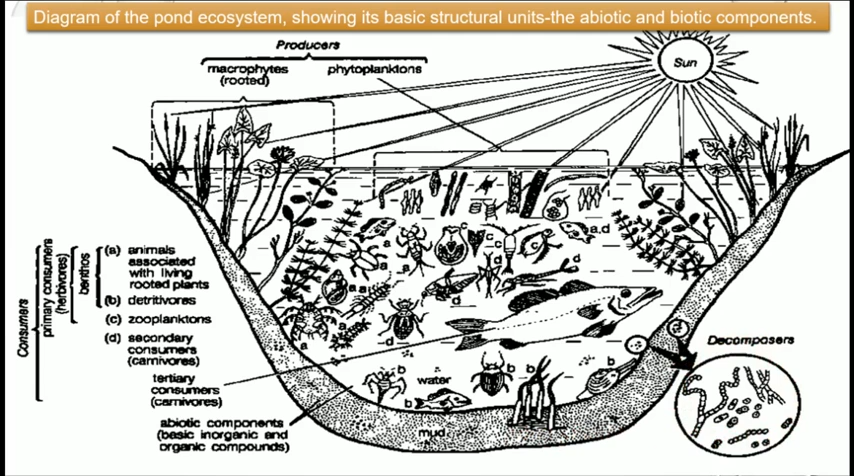 Diagram of the pond ecosystem, showing its basic structural units-the abiotic and biotic components.
Producers
macrophytes
(rooted)
phytoplanktons
Sun
Consumers
primary consumers
(herbivores)
benthos
(a) animals
associated
with living
rooted plants
(b) detritivores
(c) zooplanktons
(d) secondary
consumers
(carnivores)
tertiary
consumers
(carnivores)
abiotic components
(basic inorganic and
organic compounds)
a
a
c
c
c
c
a,d
a
a
a
d
d
d
a
a
d
b
water
b
b
b
b
mud
Decomposers